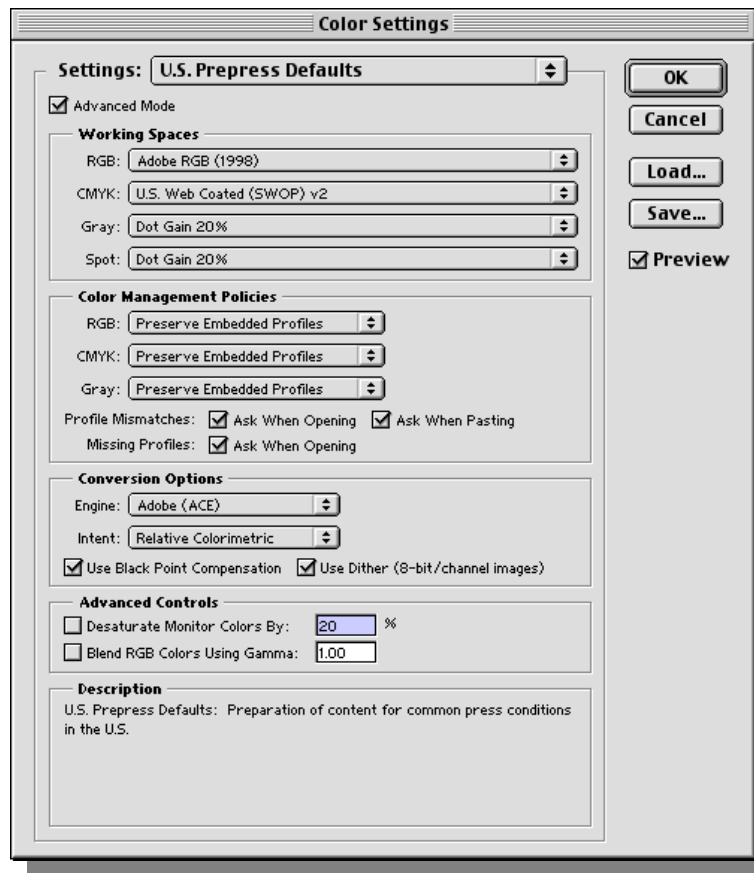 Color Settings
Settings: U.S. Prepress Defaults
OK
Advanced Mode
Cancel
Working Spaces
RGB: Adobe RGB (1998)
Load...
CMYK: U.S. Web Coated (SWOP) v2
Save...
Gray: Dot Gain 20%
Spot: Dot Gain 20%
Preview
Color Management Policies
RGB: Preserve Embedded Profiles
CMYK: Preserve Embedded Profiles
Gray: Preserve Embedded Profiles
Profile Mismatches: Ask When Opening Ask When Pasting
Missing Profiles: Ask When Opening
Conversion Options
Engine: Adobe (ACE)
Intent: Relative Colorimetric
Use Black Point Compensation Use Dither (8-bit/channel images)
Advanced Controls
Desaturate Monitor Colors By: 20 %
Blend RGB Colors Using Gamma: 1.00
Description
U.S. Prepress Defaults: Preparation of content for common press conditions
in the U.S.